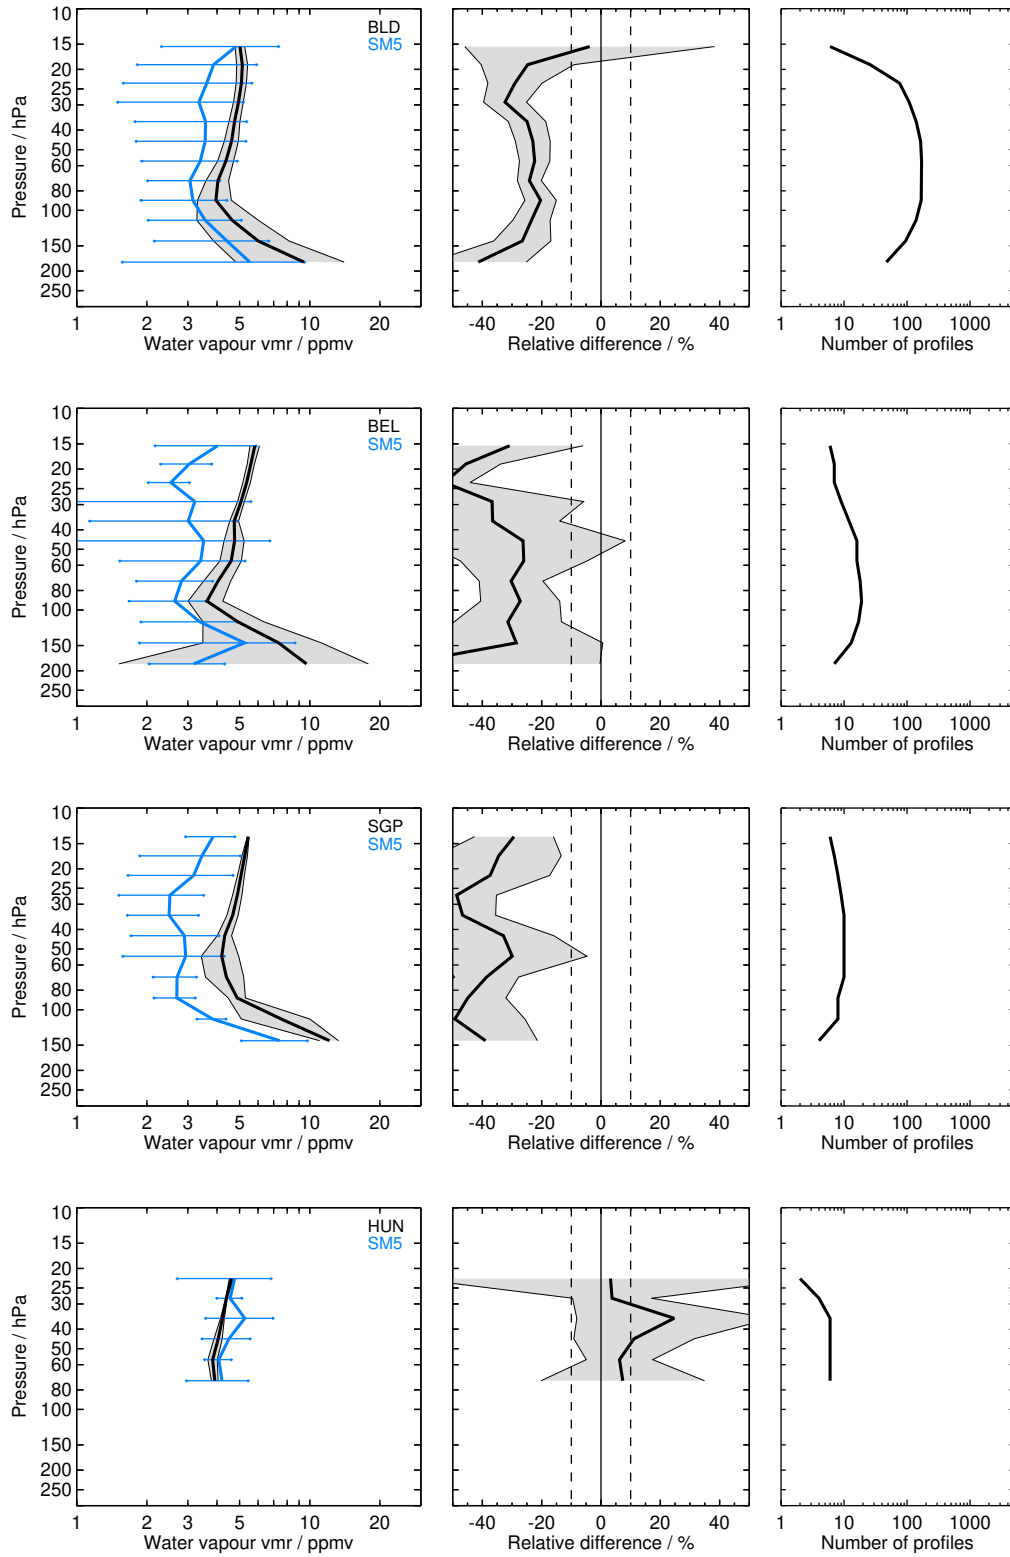 BLD
SM5
10
15
20
25
30
40
50
60
80
100
150
200
250
Pressure / hPa
1 2 3 5 10 20
Water vapour vmr / ppmv
-40 -20 0 20 40
Relative difference / %
1 10 100 1000
Number of profiles
BEL
SM5
10
15
20
25
30
40
50
60
80
100
150
200
250
Pressure / hPa
1 2 3 5 10 20
Water vapour vmr / ppmv
-40 -20 0 20 40
Relative difference / %
1 10 100 1000
Number of profiles
SGP
SM5
10
15
20
25
30
40
50
60
80
100
150
200
250
Pressure / hPa
1 2 3 5 10 20
Water vapour vmr / ppmv
-40 -20 0 20 40
Relative difference / %
1 10 100 1000
Number of profiles
HUN
SM5
10
15
20
25
30
40
50
60
80
100
150
200
250
Pressure / hPa
1 2 3 5 10 20
Water vapour vmr / ppmv
-40 -20 0 20 40
Relative difference / %
1 10 100 1000
Number of profiles